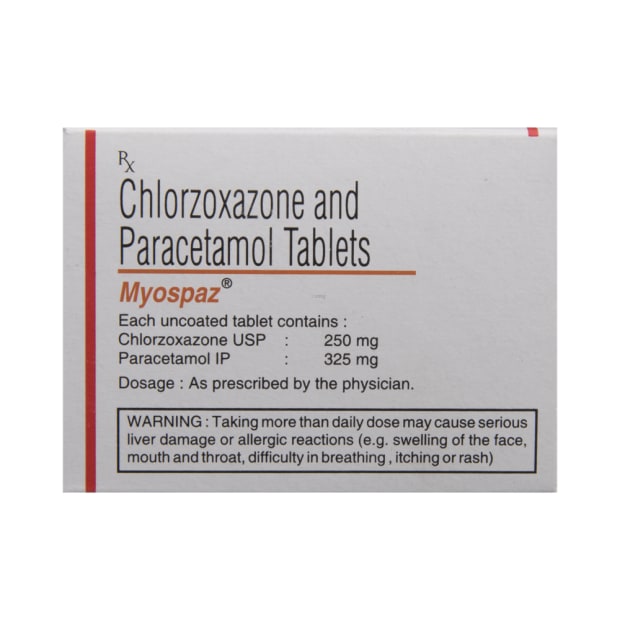 Rx
Chlorzoxazone and
Paracetamol Tablets
Myospaz®
Each uncoated tablet contains :
Chlorzoxazone USP : 250 mg
Paracetamol IP : 325 mg
Dosage : As prescribed by the physician.
WARNING : Taking more than daily dose may cause serious
liver damage or allergic reactions (e.g. swelling of the face,
mouth and throat, difficulty in breathing , itching or rash)